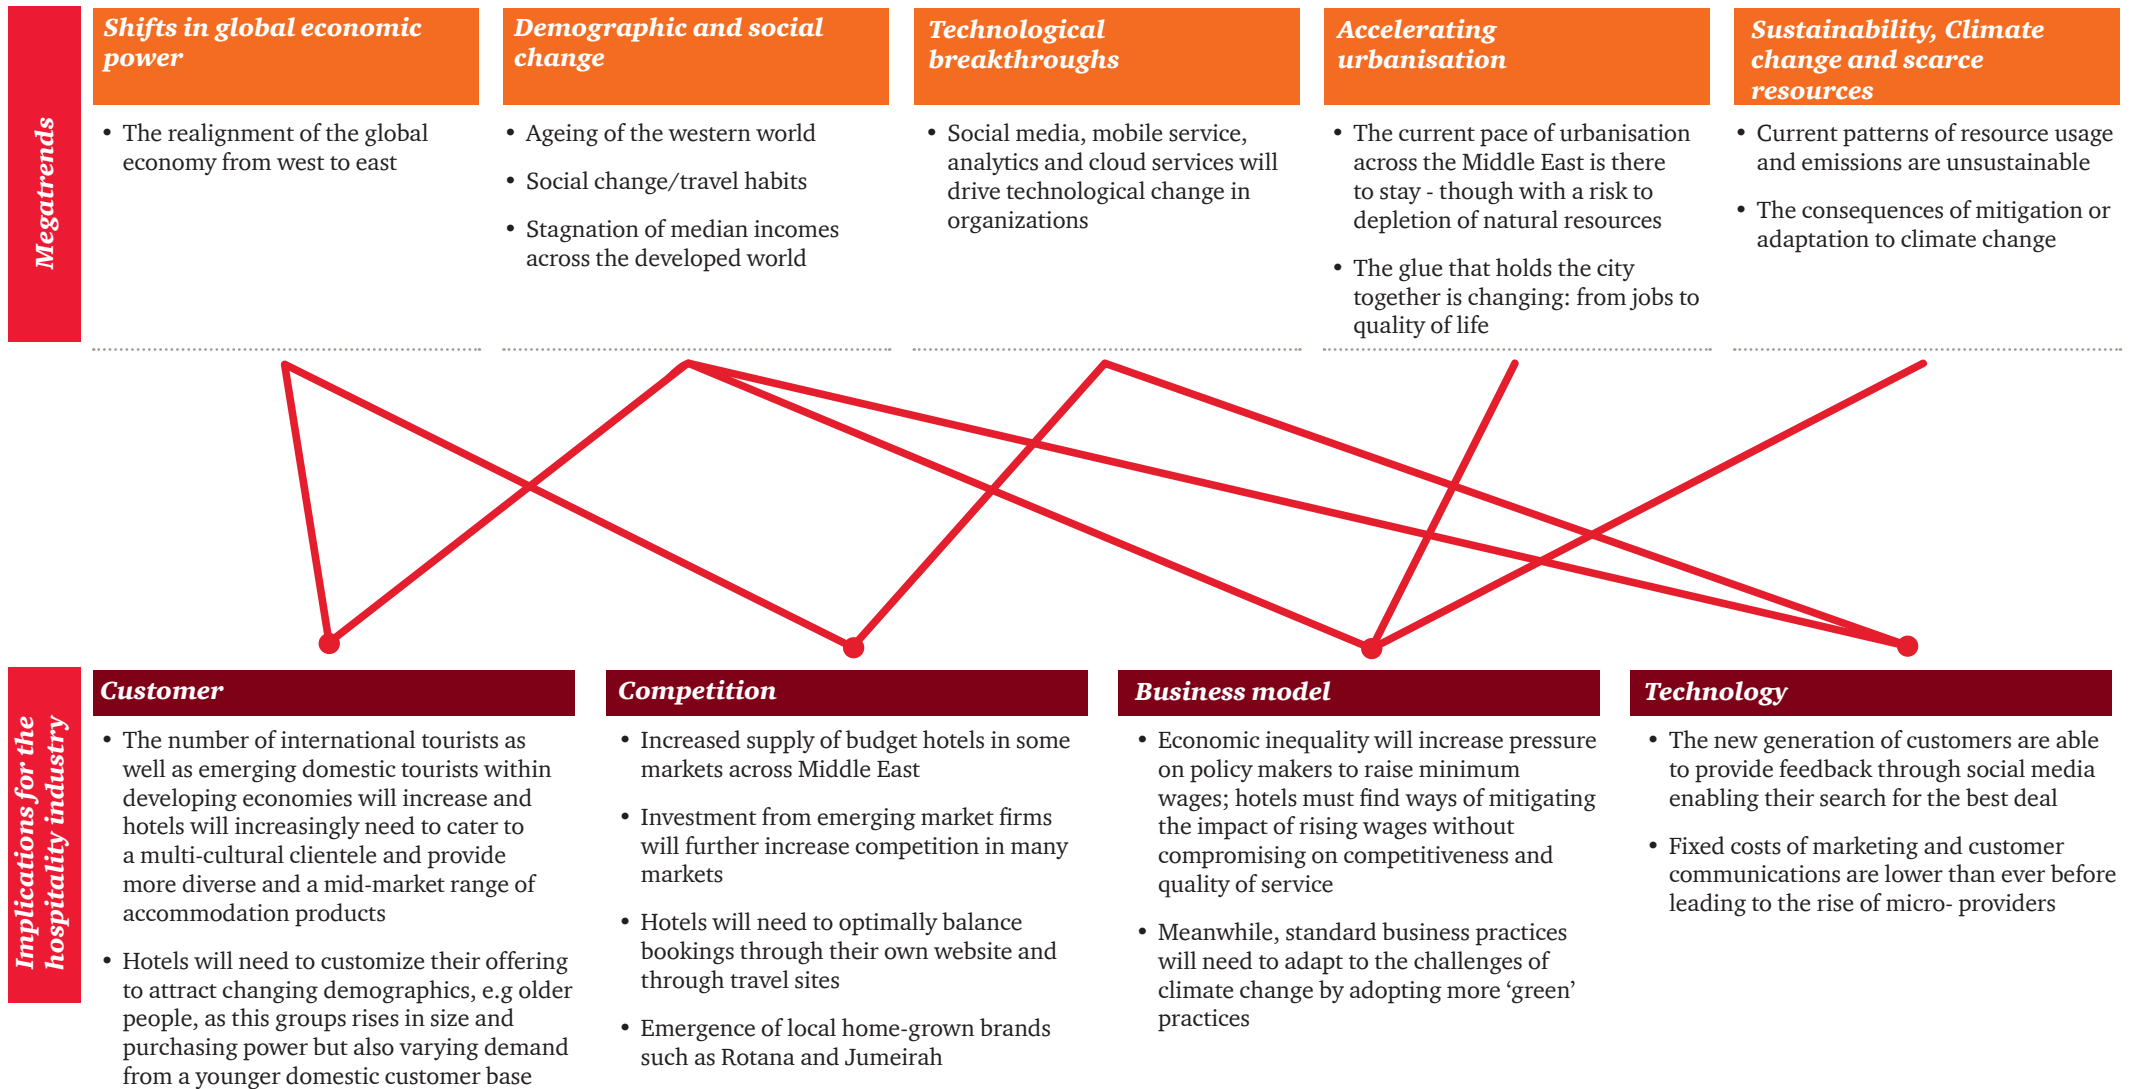 Megatrends
Shifts in global economic
power
• The realignment of the global
economy from west to east
Demographic and social
change
• Ageing of the western world
• Social change/travel habits
• Stagnation of median incomes
across the developed world
Technological
breakthroughs
• Social media, mobile service,
analytics and cloud services will
drive technological change in
organizations
Accelerating
urbanisation
• The current pace of urbanisation
across the Middle East is there
to stay - though with a risk to
depletion of natural resources
• The glue that holds the city
together is changing: from jobs to
quality of life
Sustainability, Climate
change and scarce
resources
• Current patterns of resource usage
and emissions are unsustainable
• The consequences of mitigation or
adaptation to climate change
Implications for the
hospitality industry
Customer
• The number of international tourists as
well as emerging domestic tourists within
developing economies will increase and
hotels will increasingly need to cater to
a multi-cultural clientele and provide
more diverse and a mid-market range of
accommodation products
• Hotels will need to customize their offering
to attract changing demographics, e.g older
people, as this groups rises in size and
purchasing power but also varying demand
from a younger domestic customer base
Competition
• Increased supply of budget hotels in some
markets across Middle East
• Investment from emerging market firms
will further increase competition in many
markets
• Hotels will need to optimally balance
bookings through their own website and
through travel sites
• Emergence of local home-grown brands
such as Rotana and Jumeirah
Business model
• Economic inequality will increase pressure
on policy makers to raise minimum
wages; hotels must find ways of mitigating
the impact of rising wages without
compromising on competitiveness and
quality of service
• Meanwhile, standard business practices
will need to adapt to the challenges of
climate change by adopting more ‘green’
practices
Technology
• The new generation of customers are able
to provide feedback through social media
enabling their search for the best deal
• Fixed costs of marketing and customer
communications are lower than ever before
leading to the rise of micro- providers